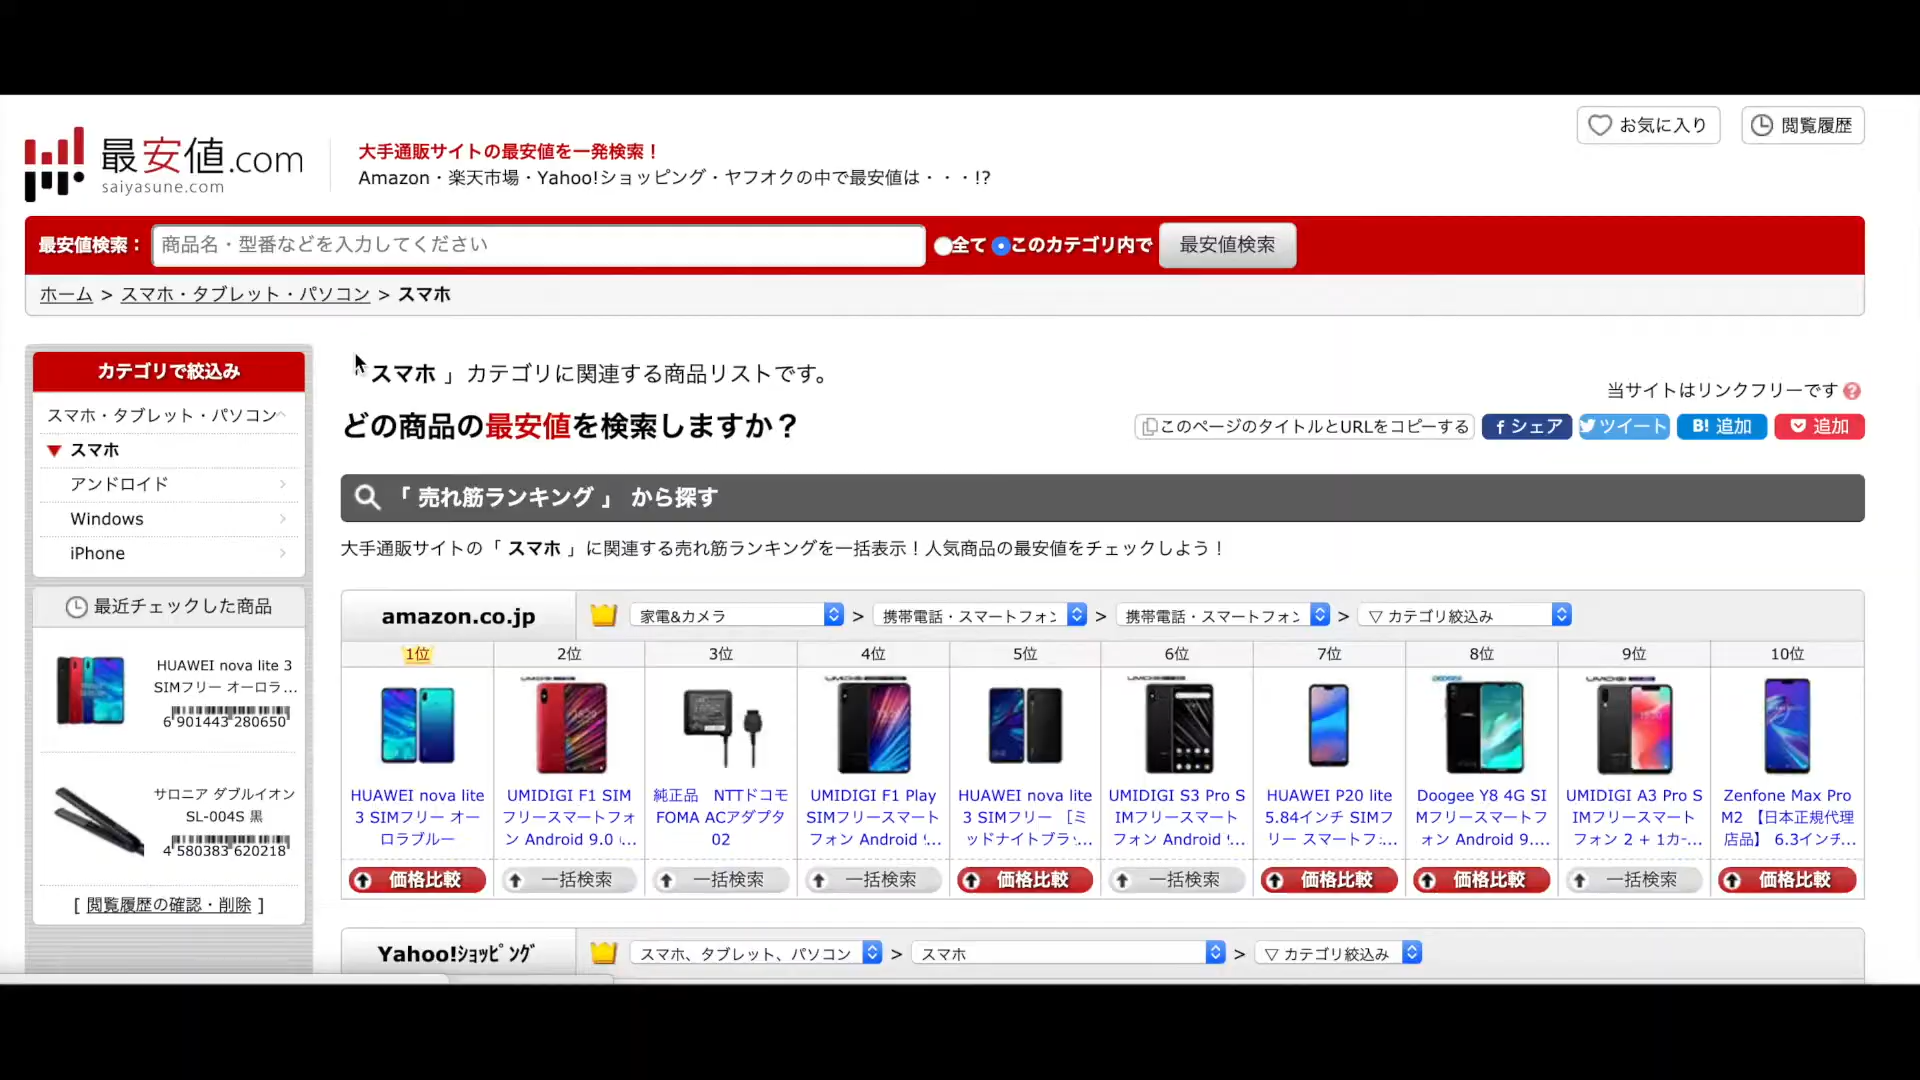 お気に入り
閲覧履歴
最安値.com
saiyasune.com
大手通販サイトの最安値を一発検索！
Amazon・楽天市場・Yahoo!ショッピング・ヤフオクの中で最安値は・・・!?
最安値検索：
商品名・型番などを入力してください
全て このカテゴリ内で
最安値検索
ホーム > スマホ・タブレット・パソコン > スマホ
カテゴリで絞込み
スマホ・タブレット・パソコン
▼ スマホ
アンドロイド
Windows
iPhone
最近チェックした商品
HUAWEI nova lite 3
SIMフリー オーロラ…
6 901443 280650
サロニア ダブルイオン
SL-004S 黒
4 580383 620218
[ 閲覧履歴の確認・削除 ]
スマホ 」カテゴリに関連する商品リストです。
どの商品の最安値を検索しますか？
当サイトはリンクフリーです
このページのタイトルとURLをコピーする
f シェア
ツイート
B! 追加
追加
「 売れ筋ランキング 」 から探す
大手通販サイトの「 スマホ 」に関連する売れ筋ランキングを一括表示！人気商品の最安値をチェックしよう！
amazon.co.jp
家電&カメラ > 携帯電話・スマートフォン > 携帯電話・スマートフォン > ▽ カテゴリ絞込み
1位 2位 3位 4位 5位 6位 7位 8位 9位 10位
HUAWEI nova lite
3 SIMフリー オー
ロラブルー
価格比較
UMIDIGI F1 SIM
フリースマートフォ
ン Android 9.0
一括検索
純正品　NTTドコモ
FOMA ACアダプタ
02
一括検索
UMIDIGI F1 Play
SIMフリースマート
フォン Android
一括検索
HUAWEI nova lite
3 SIMフリー ［ミ
ッドナイトブラッ…
価格比較
UMIDIGI S3 Pro S
IMフリースマート
フォン Android
一括検索
HUAWEI P20 lite
5.84インチ SIMフ
リー スマートフ…
価格比較
Doogee Y8 4G SI
Mフリースマートフ
ォン Android 9.…
価格比較
UMIDIGI A3 Pro S
IMフリースマート
フォン 2 + 1カー…
一括検索
Zenfone Max Pro
M2 【日本正規代理
店品】 6.3インチ…
価格比較
Yahoo!ｼｮｯﾋﾟﾝｸﾞ
スマホ、タブレット、パソコン > スマホ > ▽ カテゴリ絞込み